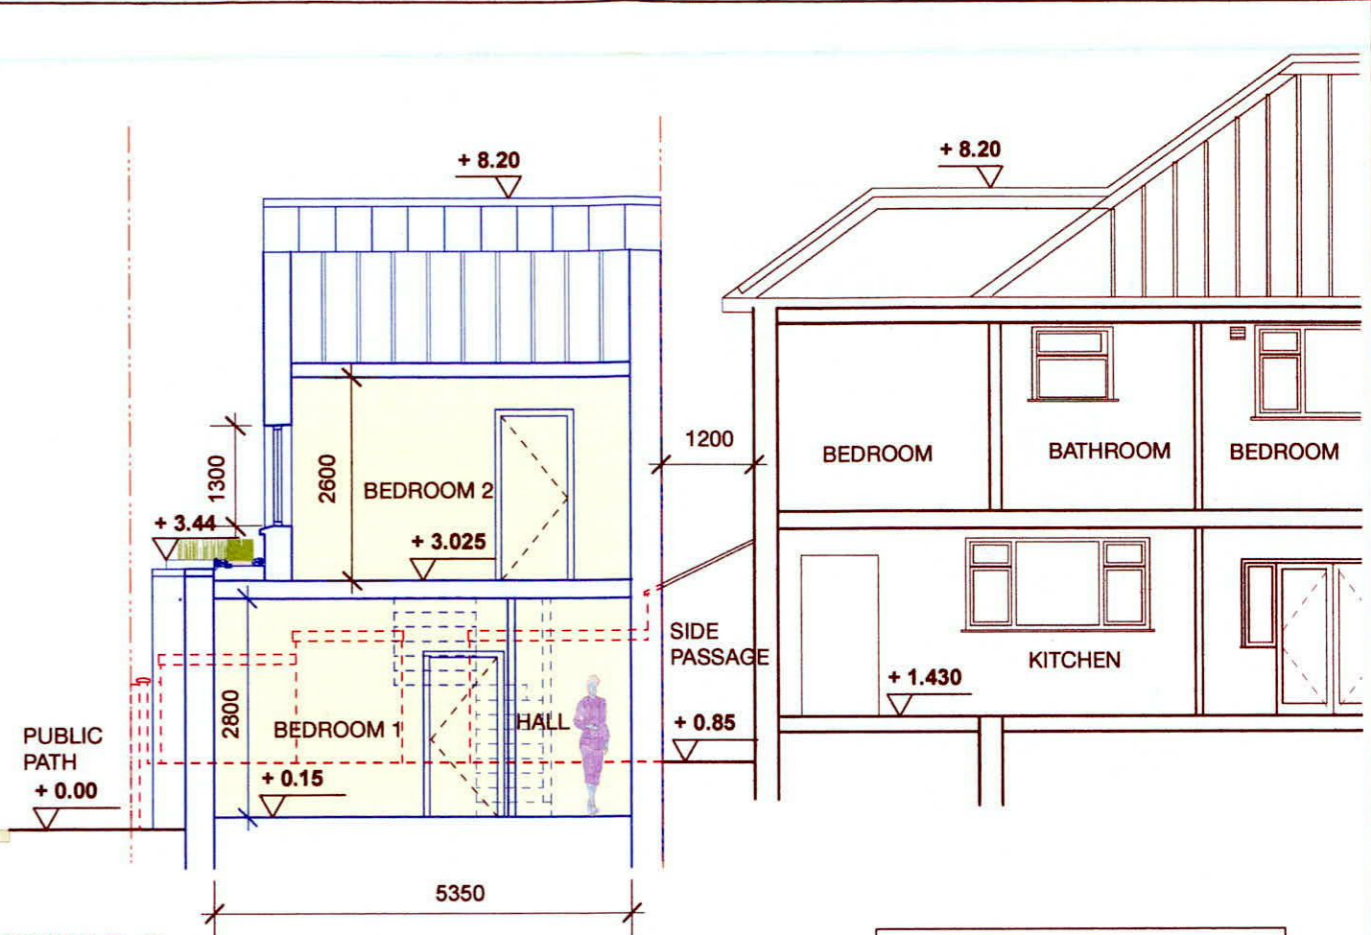 + 8.20
+ 8.20
1200
BEDROOM
BATHROOM
BEDROOM
1300
2600
BEDROOM 2
+ 3.44
+ 3.025
SIDE
PASSAGE
KITCHEN
+ 1.430
2800
BEDROOM 1
HALL
+ 0.85
PUBLIC
PATH
+ 0.00
+ 0.15
5350